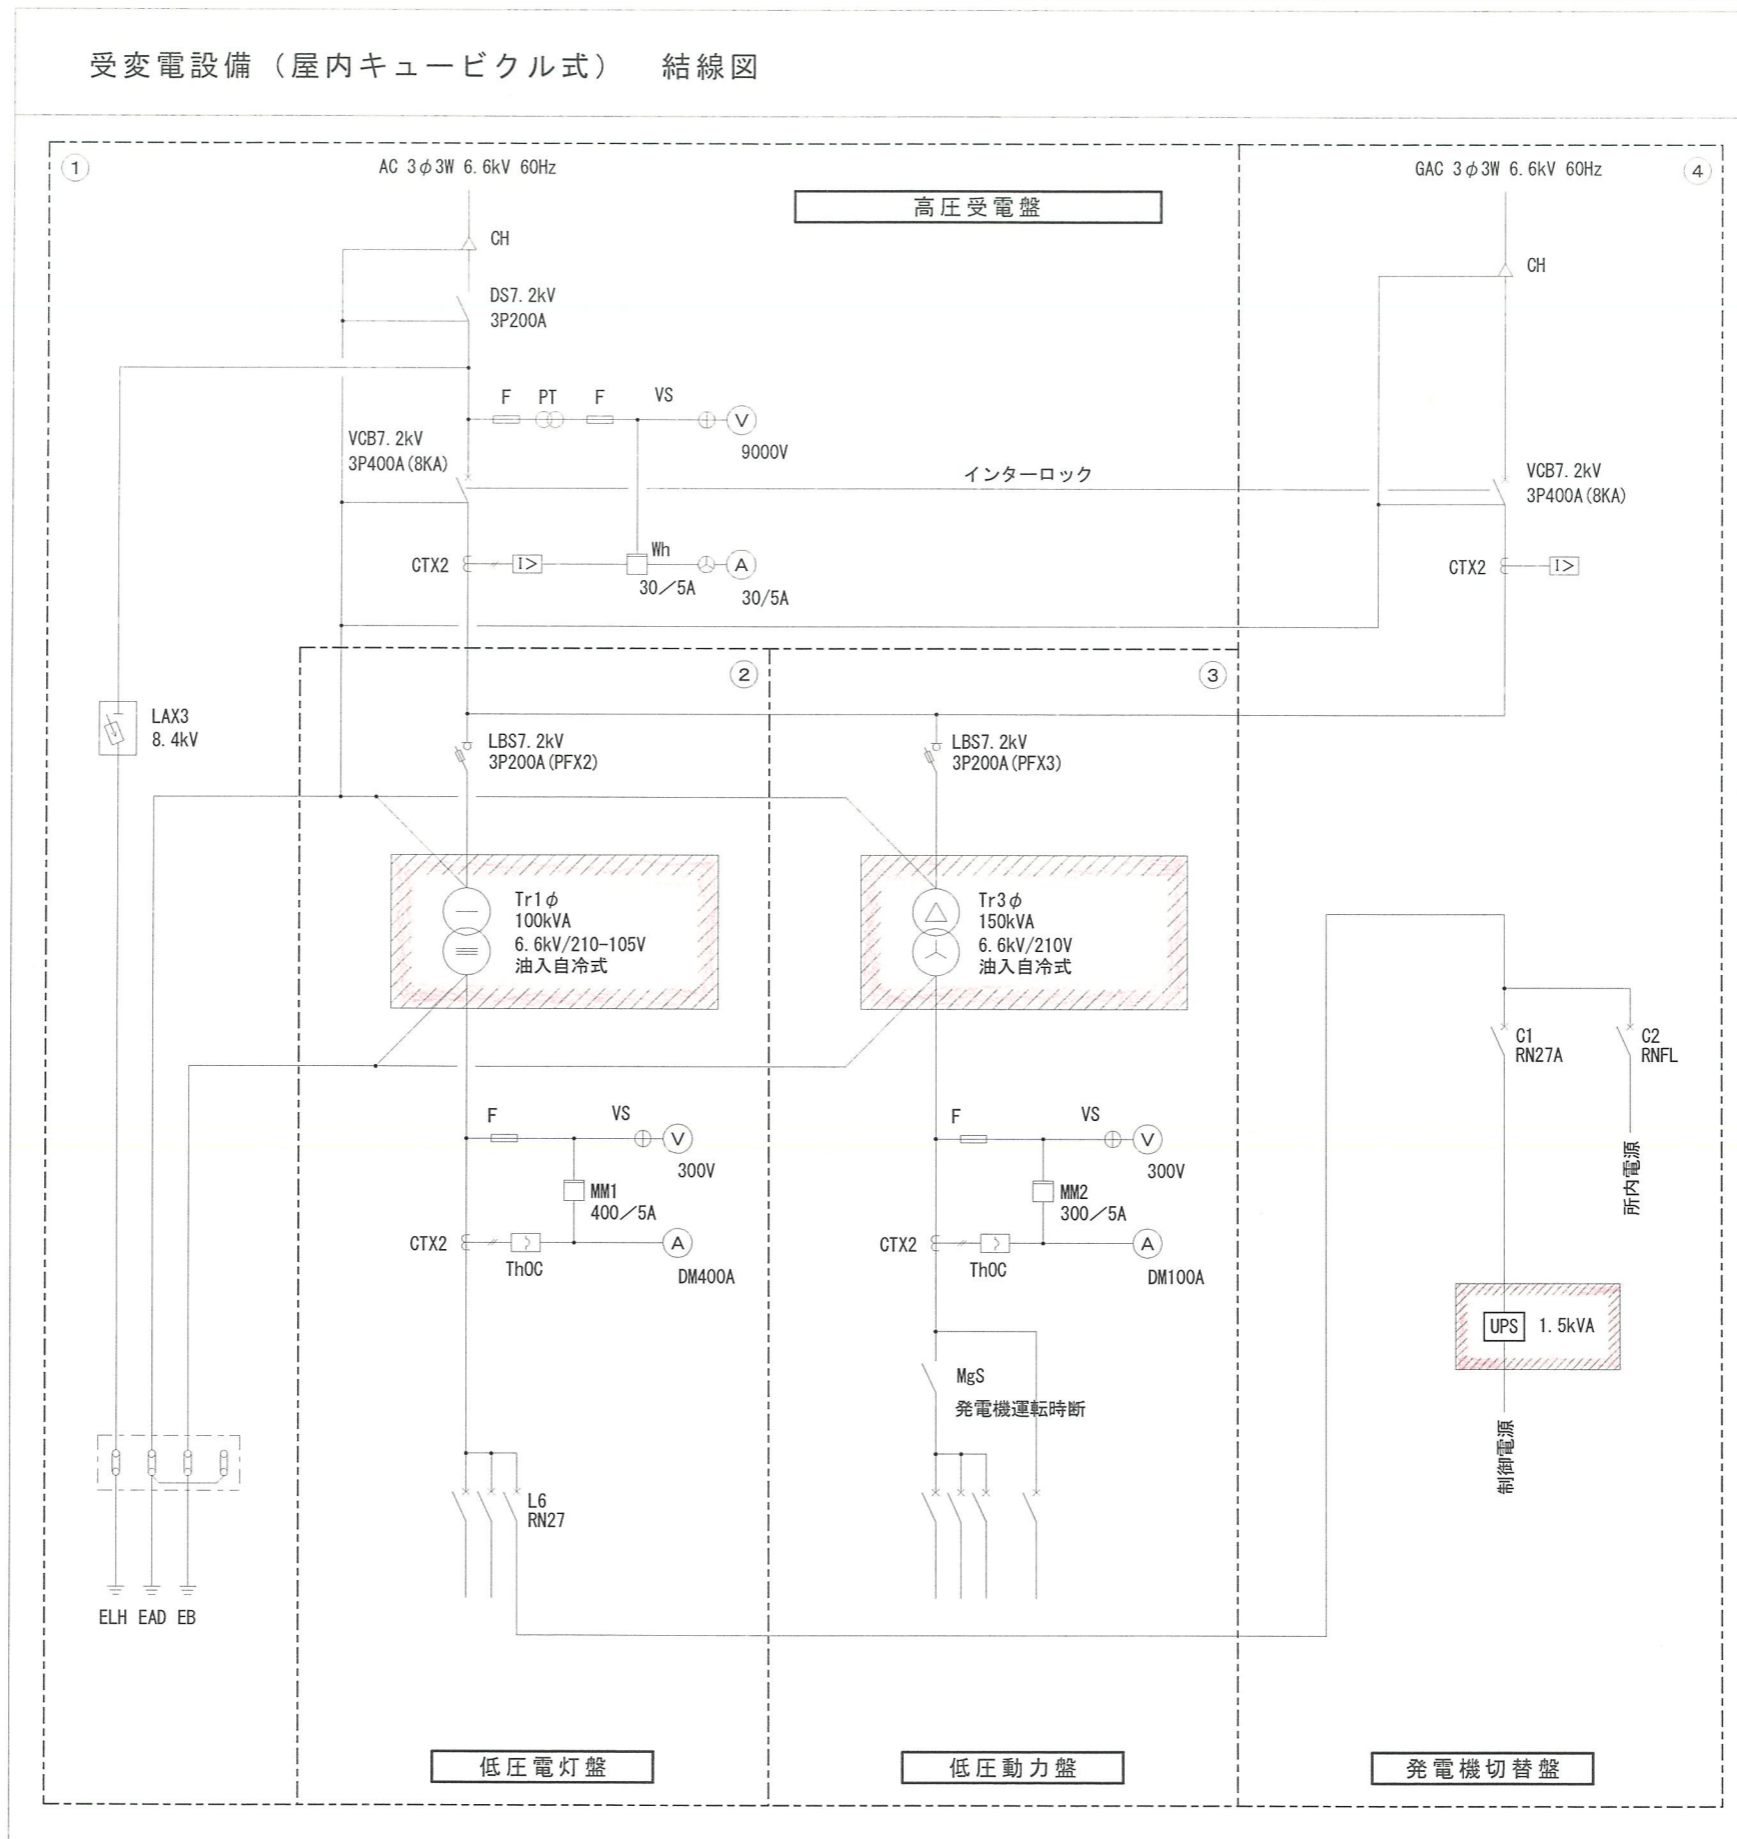 受変電設備（屋内キュービクル式）　結線図
①
AC 3φ3W 6.6kV 60Hz
高圧受電盤
GAC 3φ3W 6.6kV 60Hz
④
CH
DS7.2kV
3P200A
F PT F VS
V
9000V
VCB7.2kV
3P400A(8KA)
インターロック
CTX2
I>
Wh
30／5A
A
30/5A
CH
VCB7.2kV
3P400A(8KA)
CTX2
I>
②
③
LAX3
8.4kV
LBS7.2kV
3P200A(PFX2)
LBS7.2kV
3P200A(PFX3)
Tr1φ
100kVA
6.6kV/210-105V
油入自冷式
Tr3φ
150kVA
6.6kV/210V
油入自冷式
F VS
V
300V
MM1
400／5A
CTX2
ThOC
A
DM400A
F VS
V
300V
MM2
300／5A
CTX2
ThOC
A
DM100A
C1
RN27A
C2
RNFL
所内電源
UPS 1.5kVA
制御電源
MgS
発電機運転時断
L6
RN27
ELH EAD EB
低圧電灯盤
低圧動力盤
発電機切替盤